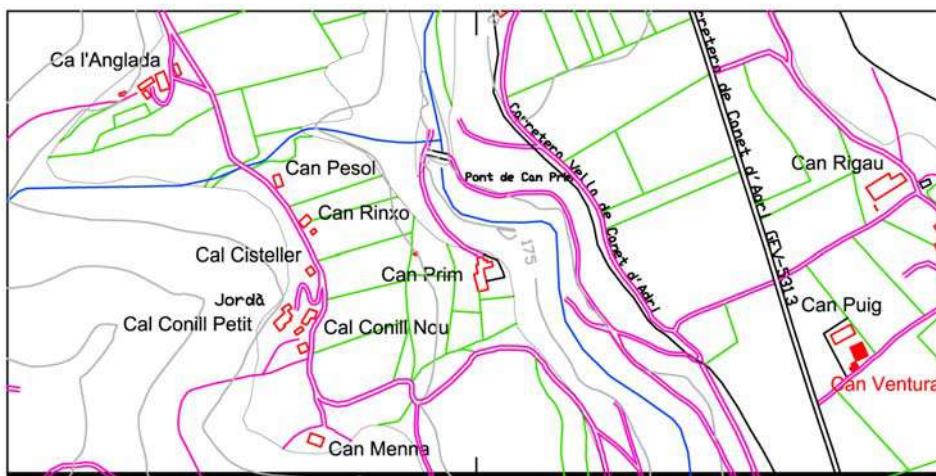 Ca l'Anglada
Carretera de Canet d'Adri GEV-5313
Carretera Vella de Canet d'Adri
Can Pesol
Pont de Can Prim
Can Rigau
Can Rinxo
Cal Cisteller
175
Can Prim
Jordà
Cal Conill Petit
Cal Conill Nou
Can Puig
Can Ventura
Can Menna